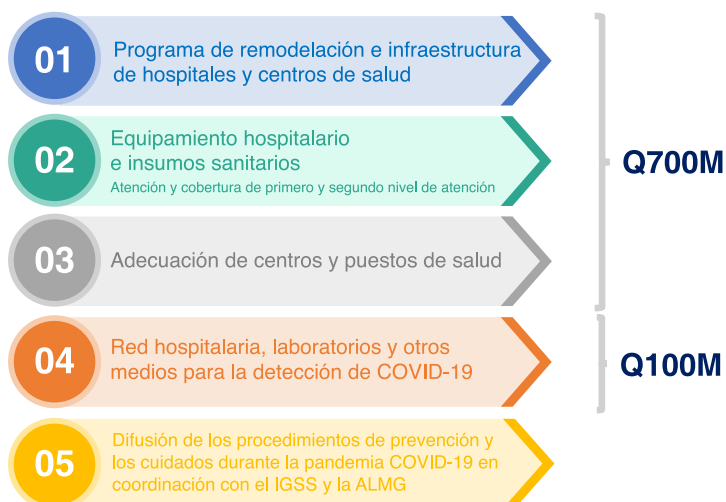 01
Programa de remodelación e infraestructura
de hospitales y centros de salud
02
Equipamiento hospitalario
e insumos sanitarios
Atención y cobertura de primero y segundo nivel de atención
03
Adecuación de centros y puestos de salud
Q700M
04
Red hospitalaria, laboratorios y otros
medios para la detección de COVID-19
Q100M
05
Difusión de los procedimientos de prevención y
los cuidados durante la pandemia COVID-19 en
coordinación con el IGSS y la ALMG